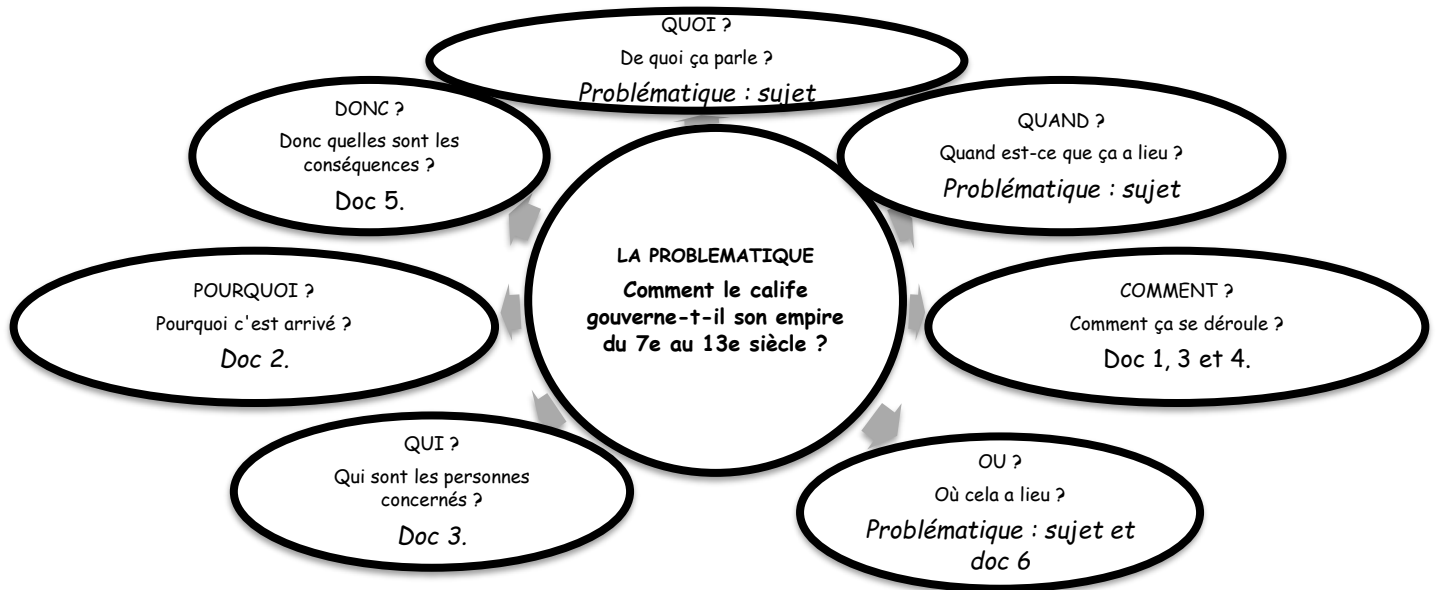 QUOI ?
De quoi ça parle ?
Problématique : sujet
QUAND ?
Quand est-ce que ça a lieu ?
Problématique : sujet
COMMENT ?
Comment ça se déroule ?
Doc 1, 3 et 4.
OU ?
Où cela a lieu ?
Problématique : sujet et
doc 6
QUI ?
Qui sont les personnes
concernés ?
Doc 3.
POURQUOI ?
Pourquoi c'est arrivé ?
Doc 2.
DONC ?
Donc quelles sont les
conséquences ?
Doc 5.
LA PROBLEMATIQUE
Comment le calife
gouverne-t-il son empire
du 7e au 13e siècle ?